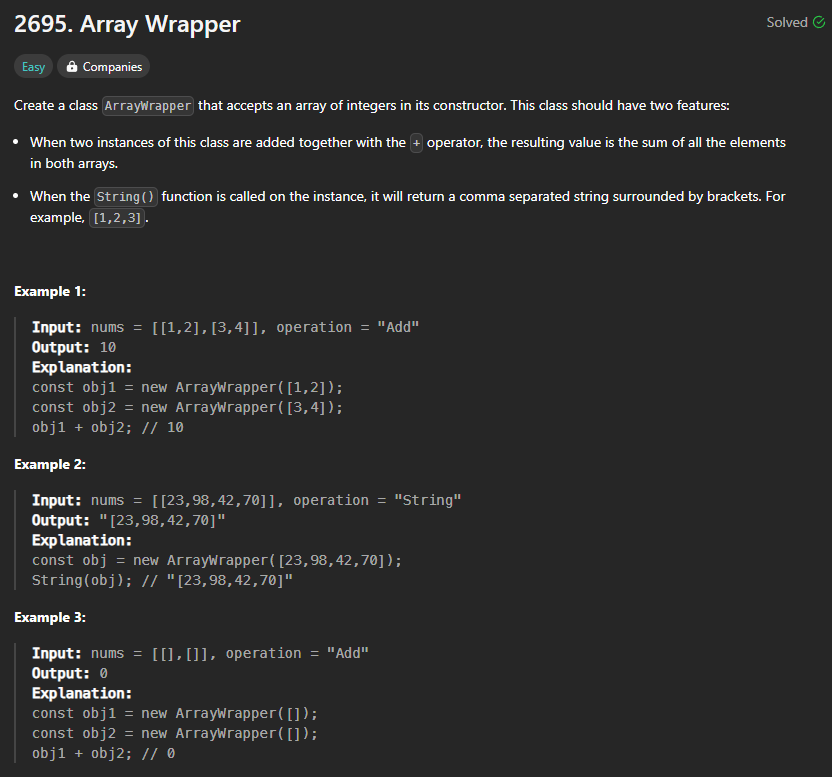 2695. Array Wrapper
Solved
Easy
Companies
Create a class ArrayWrapper that accepts an array of integers in its constructor. This class should have two features:
• When two instances of this class are added together with the + operator, the resulting value is the sum of all the elements
in both arrays.
• When the String() function is called on the instance, it will return a comma separated string surrounded by brackets. For
example, [1,2,3].
Example 1:
Input: nums = [[1,2],[3,4]], operation = "Add"
Output: 10
Explanation:
const obj1 = new ArrayWrapper([1,2]);
const obj2 = new ArrayWrapper([3,4]);
obj1 + obj2; // 10
Example 2:
Input: nums = [[23,98,42,70]], operation = "String"
Output: "[23,98,42,70]"
Explanation:
const obj = new ArrayWrapper([23,98,42,70]);
String(obj); // "[23,98,42,70]"
Example 3:
Input: nums = [[],[]], operation = "Add"
Output: 0
Explanation:
const obj1 = new ArrayWrapper([]);
const obj2 = new ArrayWrapper([]);
obj1 + obj2; // 0